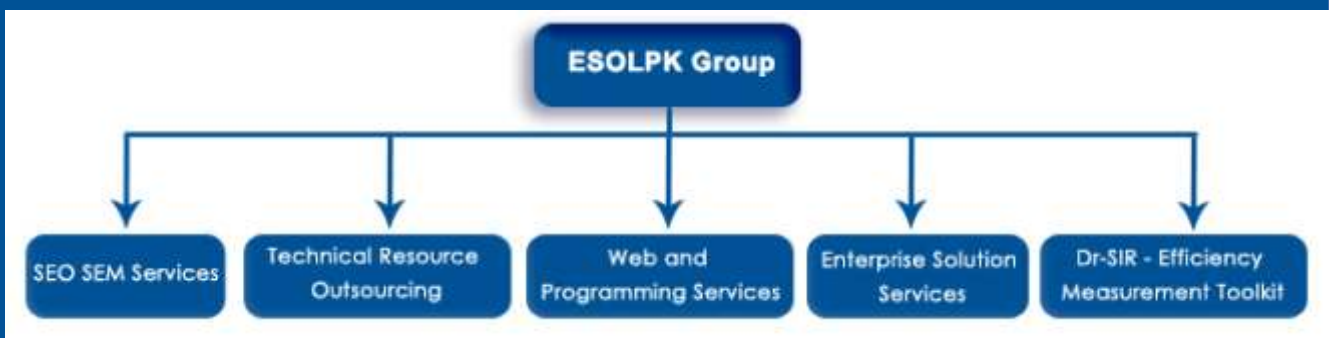 ESOLPK Group
SEO SEM Services
Technical Resource
Outsourcing
Web and
Programming Services
Enterprise Solution
Services
Dr-SIR - Efficiency
Measurement Toolkit